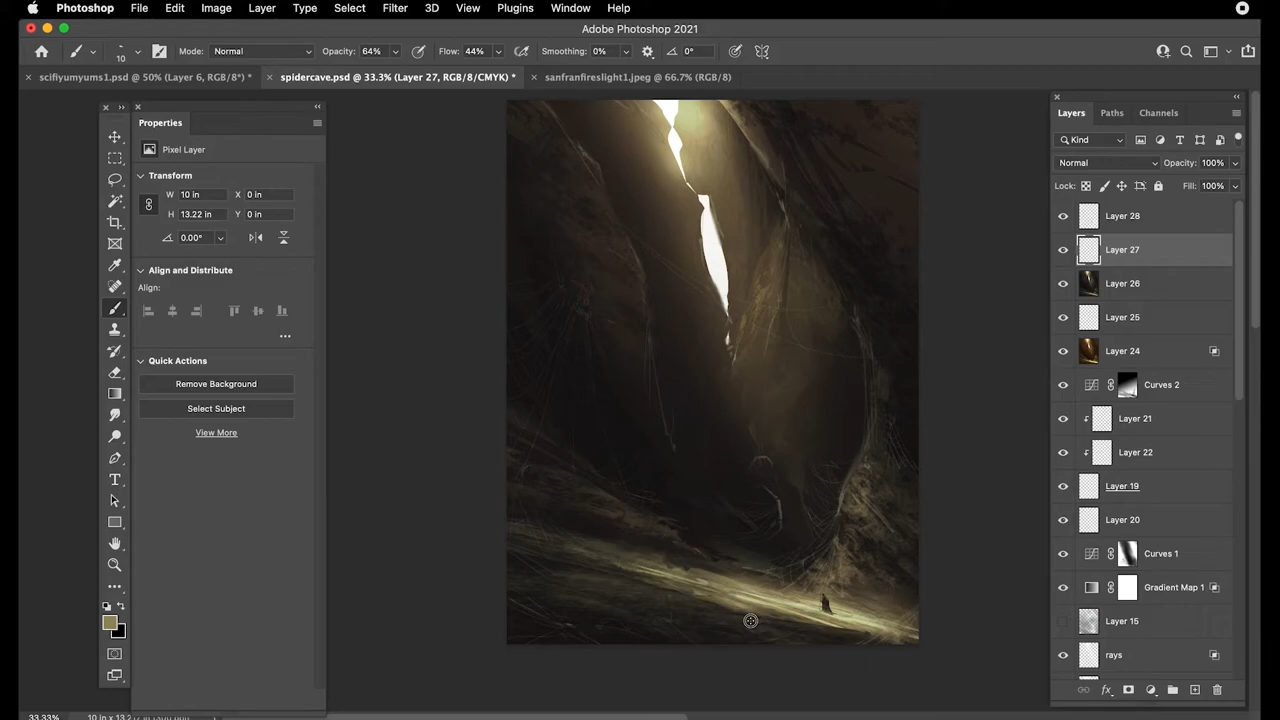 Photoshop File Edit Image Layer Type Select Filter 3D View Plugins Window Help
Adobe Photoshop 2021
10 Mode: Normal Opacity: 64% Flow: 44% Smoothing: 0% 0°
scifiyumyums1.psd @ 50% (Layer 6, RGB/8*) * spidercave.psd @ 33.3% (Layer 27, RGB/8/CMYK) * sanfranfireslight1.jpeg @ 66.7% (RGB/8)
Properties
Pixel Layer
Transform
W 10 in X 0 in
H 13.22 in Y 0 in
0.00°
Align and Distribute
Align:
Quick Actions
Remove Background
Select Subject
View More
Layers Paths Channels
Kind
Normal Opacity: 100%
Lock: Fill: 100%
Layer 28
Layer 27
Layer 26
Layer 25
Layer 24
Curves 2
Layer 21
Layer 22
Layer 19
Layer 20
Curves 1
Gradient Map 1
Layer 15
rays
33.33%